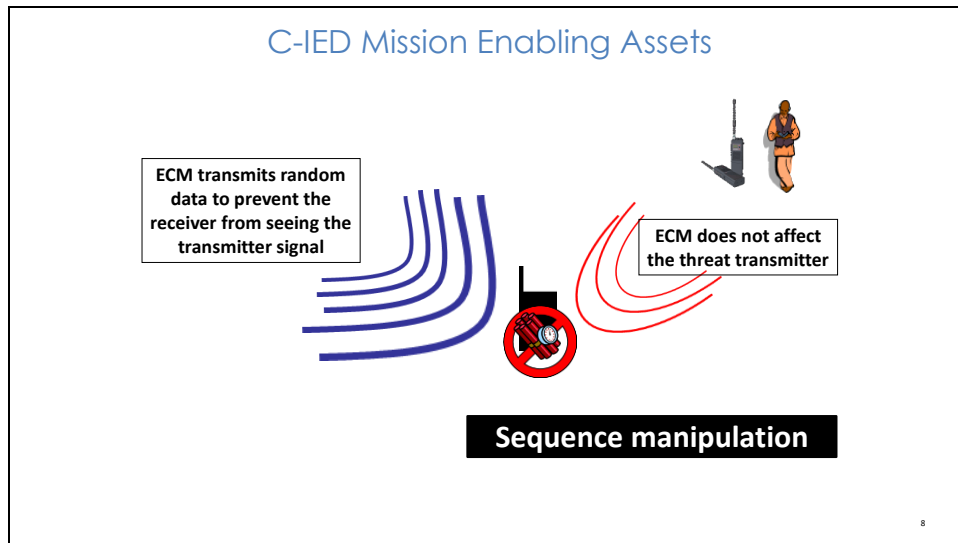 C-IED Mission Enabling Assets
ECM transmits random
data to prevent the
receiver from seeing the
transmitter signal
ECM does not affect
the threat transmitter
Sequence manipulation
8